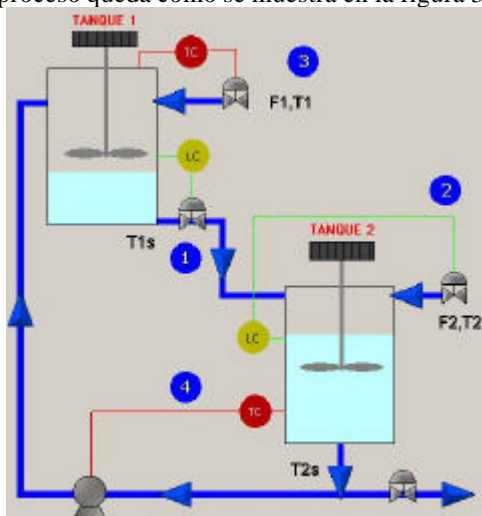 proceso queda como se muestra en la figura 3
TANQUE 1
TC
3
F1,T1
LC
2
T1s
1
TANQUE 2
F2,T2
LC
4
TC
T2s